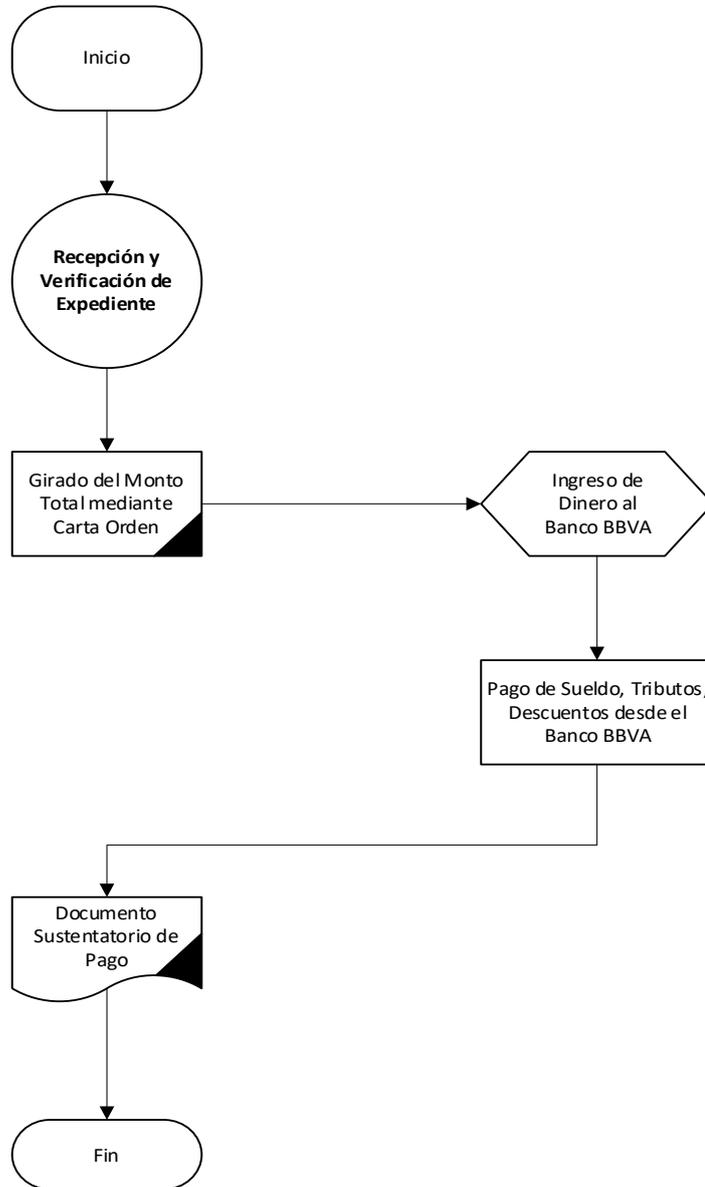 Inicio
Recepción y
Verificación de
Expediente
Girado del Monto
Total mediante
Carta Orden
Ingreso de
Dinero al
Banco BBVA
Pago de Sueldo, Tributos,
Descuentos desde el
Banco BBVA
Documento
Sustentatorio de
Pago
Fin